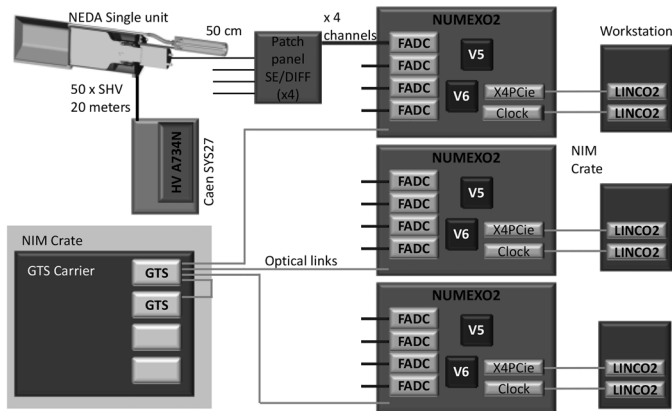 NEDA Single unit
50 cm
x 4
channels
Patch
panel
SE/DIFF
(x4)
50 x SHV
20 meters
HV A734N
Caen SYS27
NUMEXO2
FADC
FADC
FADC
FADC
V5
V6
X4PCie
Clock
Workstation
LINCO2
LINCO2
NUMEXO2
FADC
FADC
FADC
FADC
V5
V6
X4PCie
Clock
NIM
Crate
LINCO2
LINCO2
NIM Crate
GTS Carrier
GTS
GTS
Optical links
NUMEXO2
FADC
FADC
FADC
FADC
V5
V6
X4PCie
Clock
LINCO2
LINCO2